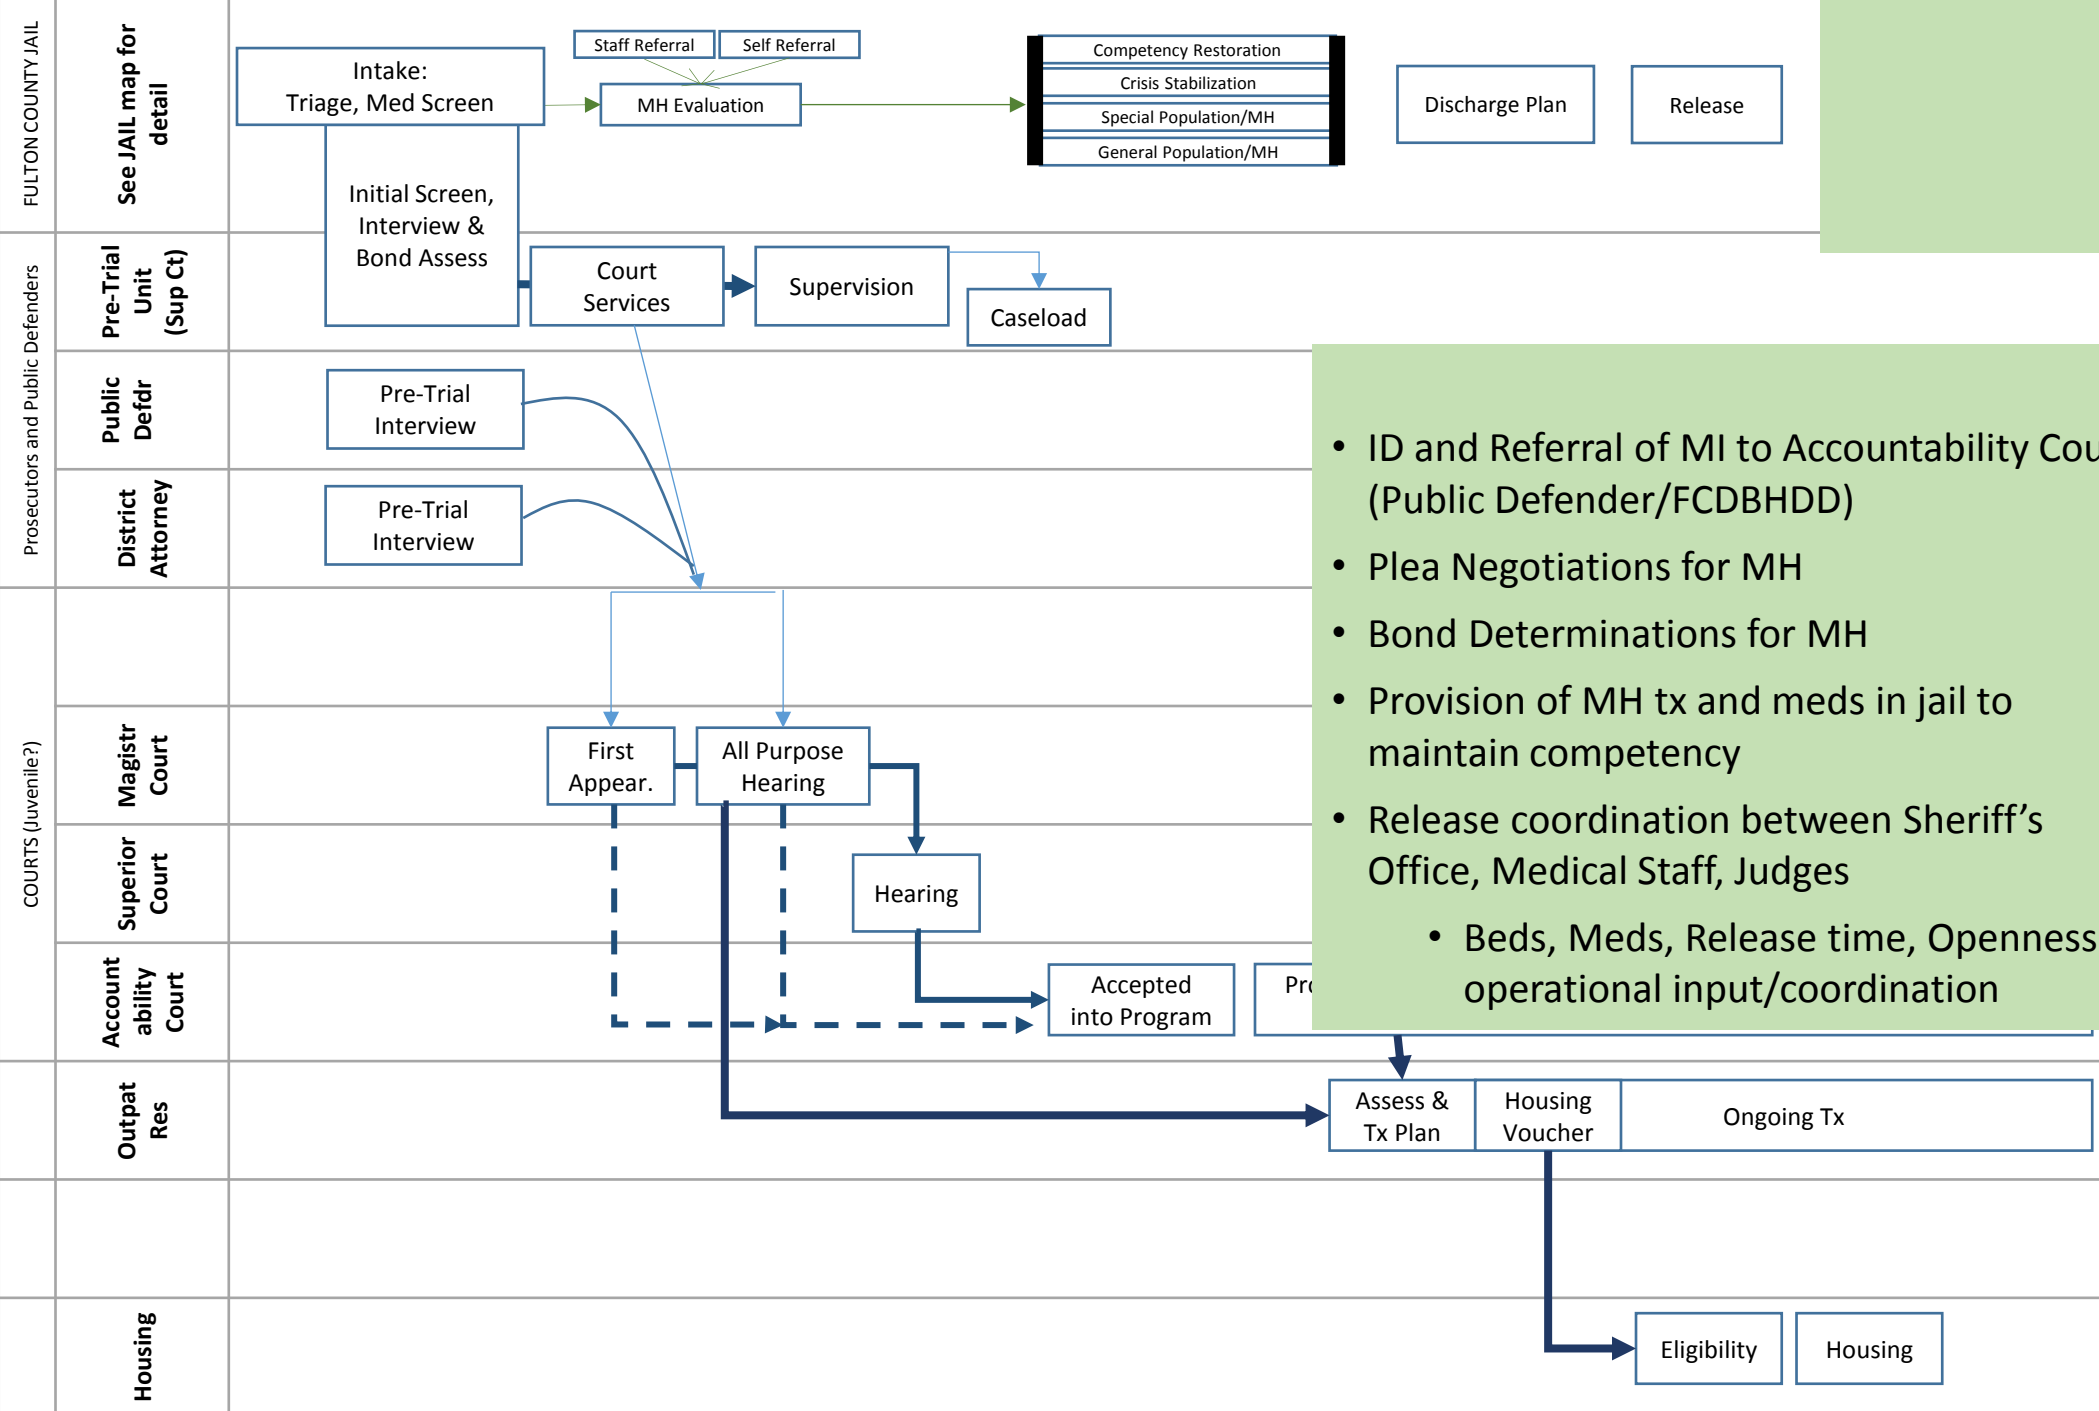 FULTON COUNTY JAIL
See JAIL map for
detail
Intake:
Triage, Med Screen
Staff Referral
Self Referral
MH Evaluation
Competency Restoration
Crisis Stabilization
Special Population/MH
General Population/MH
Discharge Plan
Release
Initial Screen,
Interview &
Bond Assess
Prosecutors and Public Defenders
Pre-Trial
Unit
(Sup Ct)
Court
Services
Supervision
Caseload
Public
Defdr
Pre-Trial
Interview
District
Attorney
Pre-Trial
Interview
• ID and Referral of MI to Accountability Cou
(Public Defender/FCDBHDD)
• Plea Negotiations for MH
• Bond Determinations for MH
• Provision of MH tx and meds in jail to
maintain competency
• Release coordination between Sheriff’s
Office, Medical Staff, Judges
• Beds, Meds, Release time, Openness
operational input/coordination
COURTS (Juvenile?)
Magistr
Court
First
Appear.
All Purpose
Hearing
Superior
Court
Hearing
Account
ability
Court
Accepted
into Program
Outpat
Res
Assess &
Tx Plan
Housing
Voucher
Ongoing Tx
Housing
Eligibility
Housing